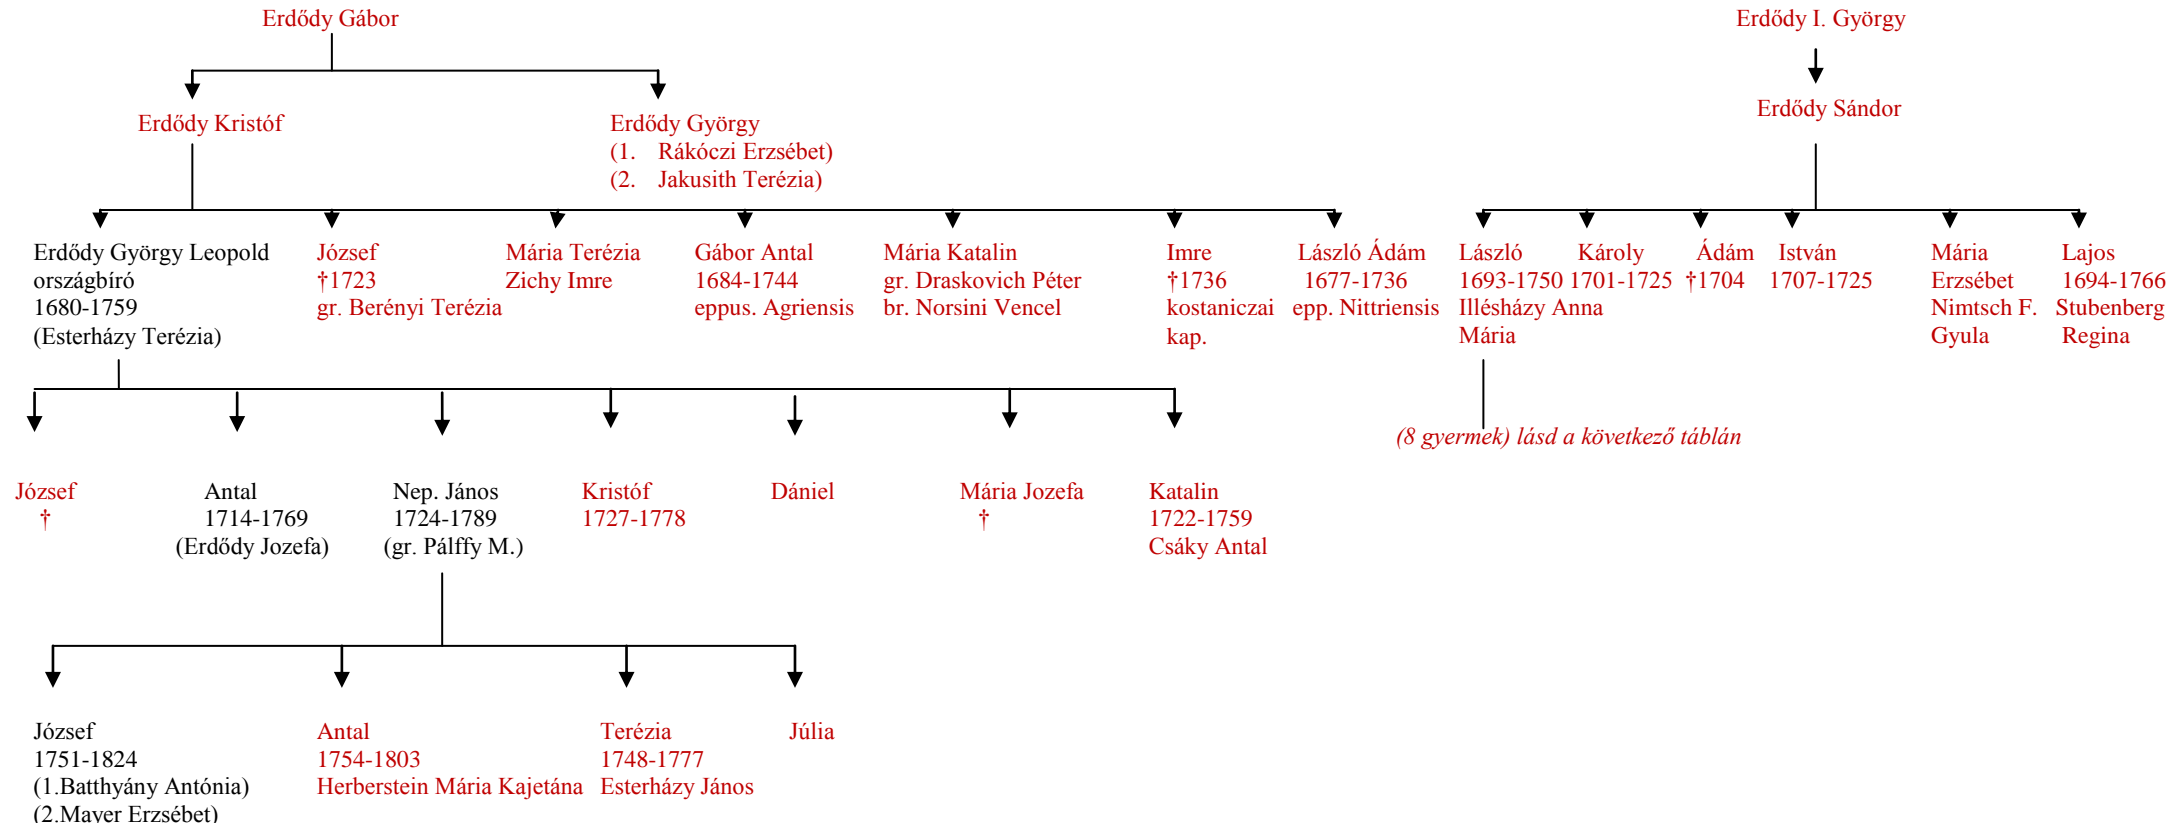 Erdődy Gábor
Erdődy I. György
Erdődy Kristóf
Erdődy György
(1. Rákóczi Erzsébet)
(2. Jakusith Terézia)
Erdődy Sándor
Erdődy György Leopold
országbíró
1680-1759
(Esterházy Terézia)
József
†1723
gr. Berényi Terézia
Mária Terézia
Zichy Imre
Gábor Antal
1684-1744
eppus. Agriensis
Mária Katalin
gr. Draskovich Péter
br. Norsini Vencel
Imre
†1736
kostaniczai
kap.
László Ádám
1677-1736
epp. Nittriensis
László
1693-1750
Illésházy Anna
Mária
Károly
1701-1725
Ádám
†1704
István
1707-1725
Mária
Erzsébet
Nimtsch F.
Gyula
Lajos
1694-1766
Stubenberg
Regina
(8 gyermek) lásd a következő táblán
József
†
Antal
1714-1769
(Erdődy Jozefa)
Nep. János
1724-1789
(gr. Pálffy M.)
Kristóf
1727-1778
Dániel
Mária Jozefa
†
Katalin
1722-1759
Csáky Antal
József
1751-1824
(1.Batthyány Antónia)
(2.Mayer Erzsébet)
Antal
1754-1803
Herberstein Mária Kajetána
Terézia
1748-1777
Esterházy János
Júlia